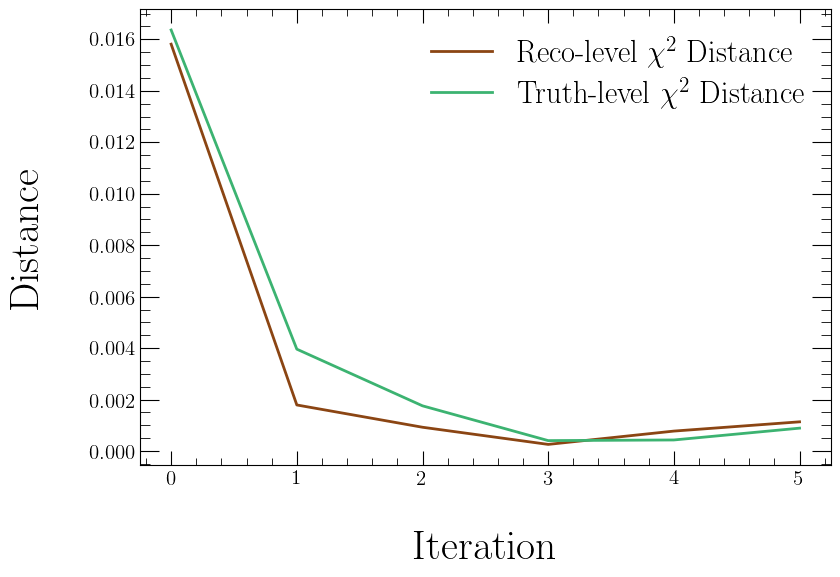 Reco-level χ² Distance
Truth-level χ² Distance
Distance
0.016
0.014
0.012
0.010
0.008
0.006
0.004
0.002
0.000
0 1 2 3 4 5
Iteration